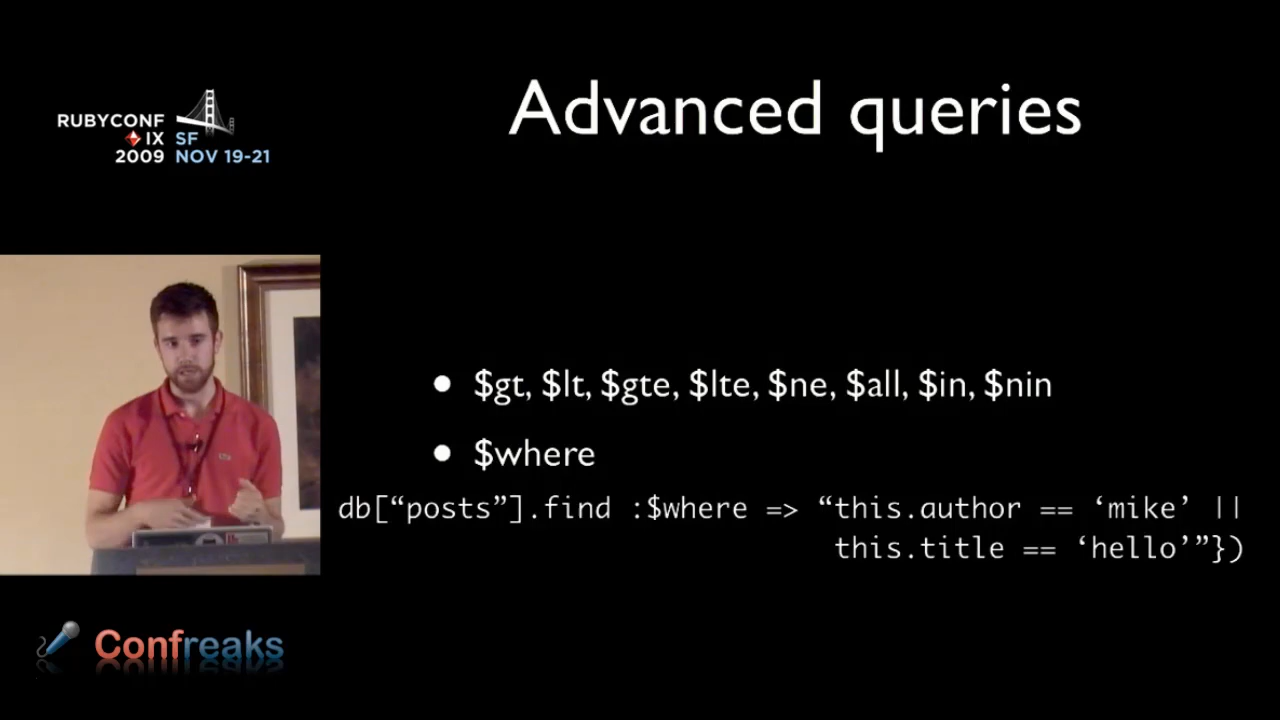 Advanced queries
RUBYCONF
IX SF
2009 NOV 19-21
• $gt, $lt, $gte, $lte, $ne, $all, $in, $nin
• $where
db[“posts”].find :$where => “this.author == ‘mike’ ||
this.title == ‘hello’”})
Confreaks